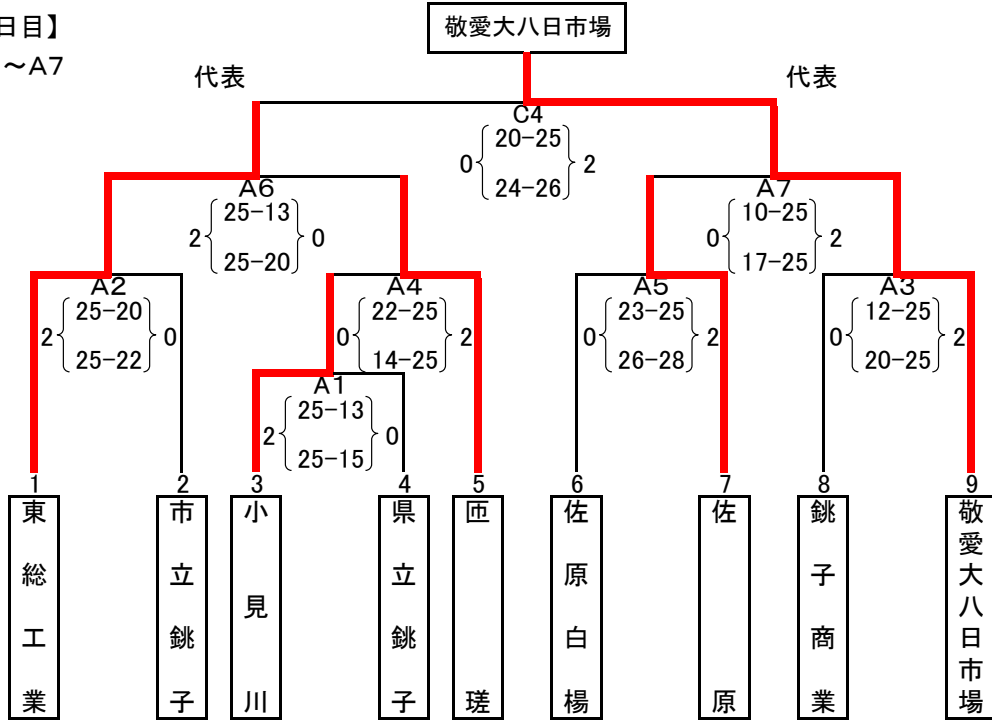 日目】
～A7
敬愛大八日市場
代表
代表
C4
20-25
0 2
24-26
A6
25-13
2 0
25-20
A7
10-25
0 2
17-25
A2
25-20
2 0
25-22
A4
22-25
0 2
14-25
A5
23-25
0 2
26-28
A3
12-25
0 2
20-25
A1
25-13
2 0
25-15
1 2 3 4 5 6 7 8 9
東総工業
市立銚子
小見川
県立銚子
匝瑳
佐原白楊
佐原
銚子商業
敬愛大八日市場